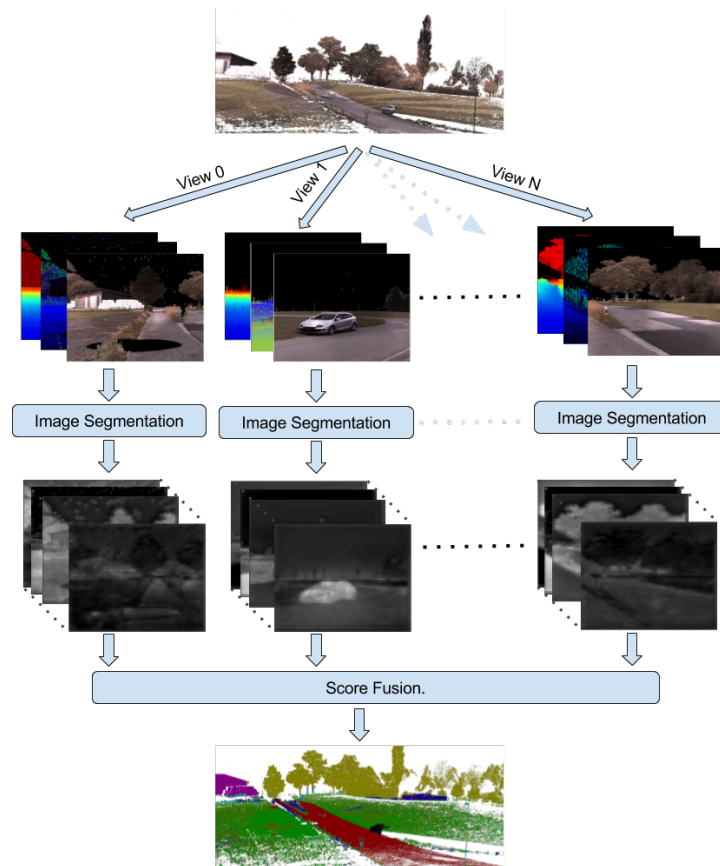 View 0
View 1
View N
Image Segmentation
Image Segmentation
Image Segmentation
Score Fusion.